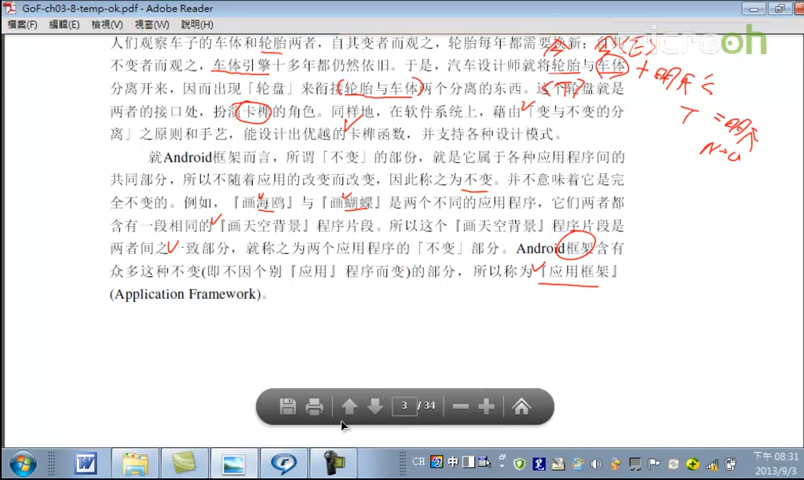 GoF-ch03-8-temp-ok.pdf - Adobe Reader
檔案(F) 編輯(E) 檢視(V) 視窗(W) 說明(H)
人们观察车子的车体和轮胎两者，自其变者而观之，轮胎每年都需要换新；自其
不变者而观之，车体引擎十多年都仍然依旧。于是，汽车设计师就将轮胎与车体
分离开来，因而出现「轮盘」来衔接(轮胎与车体)两个分离的东西。这个轮盘就是
两者的接口处，扮演卡榫的角色。同样地，在软件系统上，藉由「变与不变的分
离」之原则和手艺，能设计出优越的卡榫函数，并支持各种设计模式。
就Android框架而言，所谓「不变」的部份，就是它属于各种应用程序间的
共同部分，所以不随着应用的改变而改变，因此称之为不变。并不意味着它是完
全不变的。例如，『画海鸥』与『画蝴蝶』是两个不同的应用程序，它们两者都
含有一段相同的『画天空背景』程序片段。所以这个『画天空背景』程序片段是
两者间之一致部分，就称之为两个应用程序的「不变」部分。Android框架含有
众多这种不变(即不因个别『应用』程序而变)的部分，所以称为『应用框架』
(Application Framework)。
3 / 34
CH 中
下午 08:31
2013/9/3